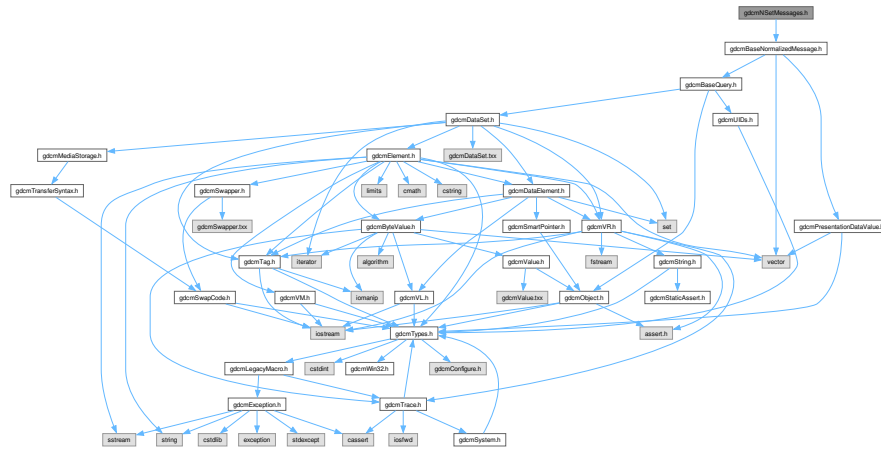 gdcmNSetMessages.h
gdcmBaseNormalizedMessage.h
gdcmBaseQuery.h
gdcmDataSet.h
gdcmUIDs.h
gdcmMediaStorage.h
gdcmElement.h
gdcmDataSet.txx
gdcmTransferSyntax.h
gdcmSwapper.h
limits
cmath
cstring
gdcmDataElement.h
gdcmSwapper.txx
gdcmByteValue.h
gdcmSmartPointer.h
gdcmVR.h
set
gdcmPresentationDataValue.h
gdcmTag.h
iterator
algorithm
gdcmValue.h
fstream
gdcmString.h
vector
gdcmSwapCode.h
gdcmVM.h
iomanip
gdcmVL.h
gdcmValue.txx
gdcmObject.h
gdcmStaticAssert.h
iostream
gdcmTypes.h
assert.h
gdcmLegacyMacro.h
cstdint
gdcmWin32.h
gdcmConfigure.h
gdcmException.h
gdcmTrace.h
sstream
string
cstdlib
exception
stdexcept
cassert
iosfwd
gdcmSystem.h